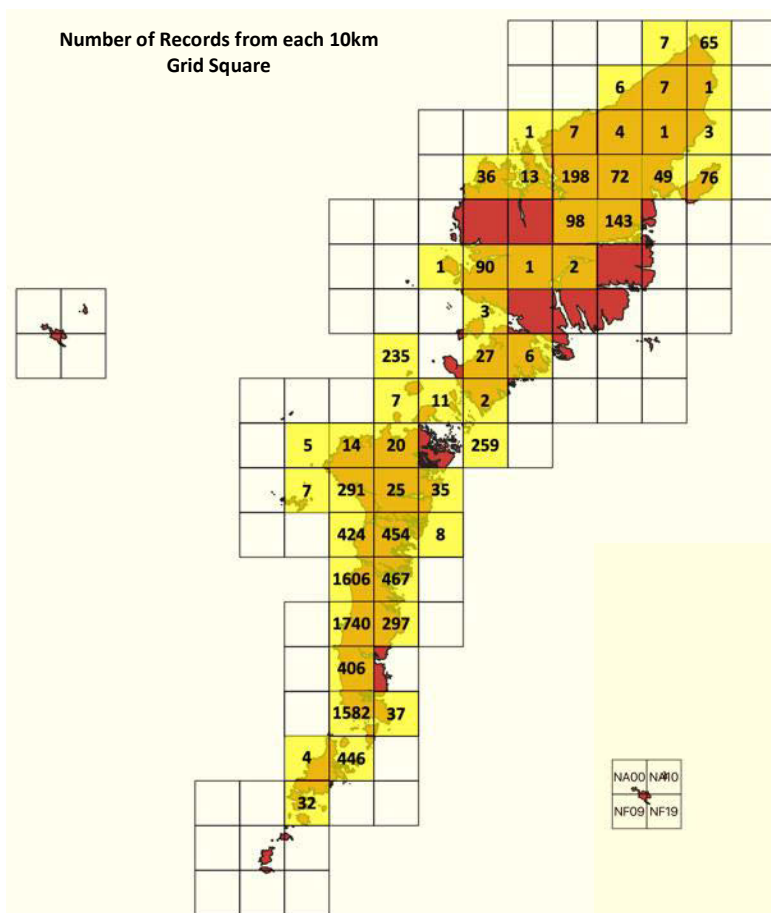 Number of Records from each 10km
Grid Square
7 65
6 7 1
1 7 4 1 3
36 13 198 72 49 76
98 143
1 90 1 2
3
235 27 6
7 11 2
5 14 20 259
7 291 25 35
424 454 8
1606 467
1740 297
406
1582 37
4 446
32
NA00 NA10
NF09 NF19